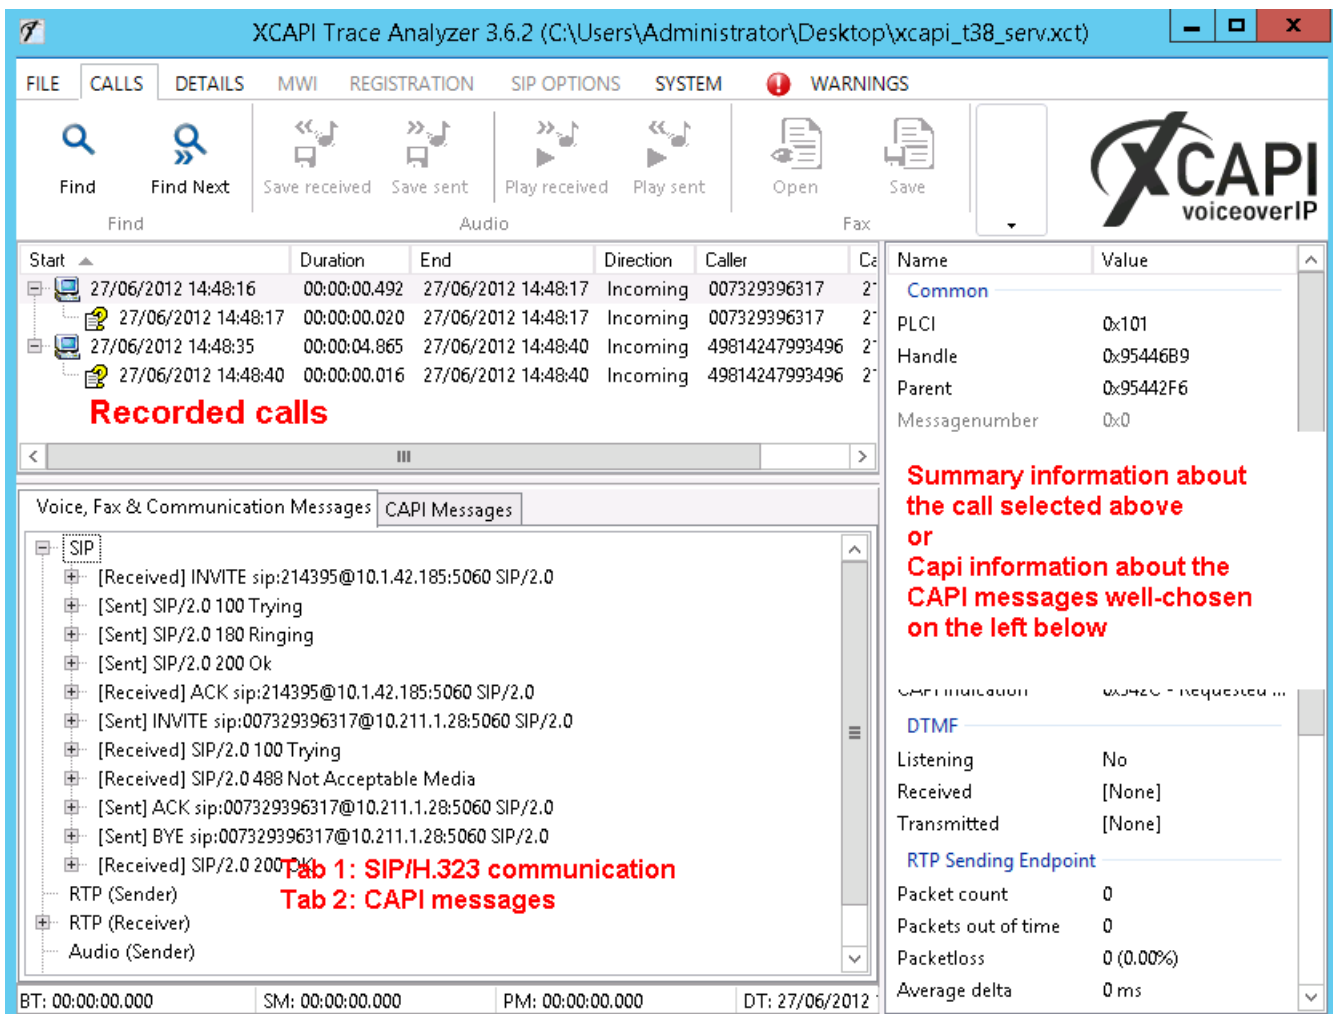 XCAPI Trace Analyzer 3.6.2 (C:\Users\Administrator\Desktop\xcapi_t38_serv.xct)
FILE CALLS DETAILS MWI REGISTRATION SIP OPTIONS SYSTEM WARNINGS
Find Find Next Save received Save sent Play received Play sent Open Save
Find Audio Fax
XCAPI
voiceoverIP
Start Duration End Direction Caller Ca
27/06/2012 14:48:16 00:00:00.492 27/06/2012 14:48:17 Incoming 007329396317 2
27/06/2012 14:48:17 00:00:00.020 27/06/2012 14:48:17 Incoming 007329396317 2
27/06/2012 14:48:35 00:00:04.865 27/06/2012 14:48:40 Incoming 49814247993496 2
27/06/2012 14:48:40 00:00:00.016 27/06/2012 14:48:40 Incoming 49814247993496 2
Recorded calls
Voice, Fax & Communication Messages CAPI Messages
SIP
[Received] INVITE sip:214395@10.1.42.185:5060 SIP/2.0
[Sent] SIP/2.0 100 Trying
[Sent] SIP/2.0 180 Ringing
[Sent] SIP/2.0 200 Ok
[Received] ACK sip:214395@10.1.42.185:5060 SIP/2.0
[Sent] INVITE sip:007329396317@10.211.1.28:5060 SIP/2.0
[Received] SIP/2.0 100 Trying
[Received] SIP/2.0 488 Not Acceptable Media
[Sent] ACK sip:007329396317@10.211.1.28:5060 SIP/2.0
[Sent] BYE sip:007329396317@10.211.1.28:5060 SIP/2.0
[Received] SIP/2.0 200 OK
Tab 1: SIP/H.323 communication
Tab 2: CAPI messages
RTP (Sender)
RTP (Receiver)
Audio (Sender)
BT: 00:00:00.000 SM: 00:00:00.000 PM: 00:00:00.000 DT: 27/06/2012
Name Value
Common
PLCI 0x101
Handle 0x95446B9
Parent 0x95442F6
Messagenumber 0x0
Summary information about
the call selected above
or
Capi information about the
CAPI messages well-chosen
on the left below
CAPI Indication 0x342C - Requested ...
DTMF
Listening No
Received [None]
Transmitted [None]
RTP Sending Endpoint
Packet count 0
Packets out of time 0
Packetloss 0 (0.00%)
Average delta 0 ms